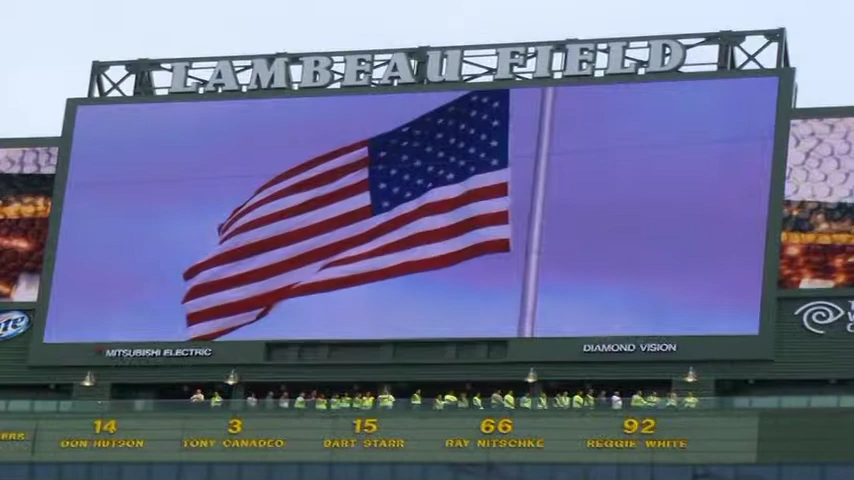 LAMBEAU FIELD
MITSUBISHI ELECTRIC
DIAMOND VISION
14
DON HUTSON
3
TONY CANADEO
15
BART STARR
66
RAY NITSCHKE
92
REGGIE WHITE